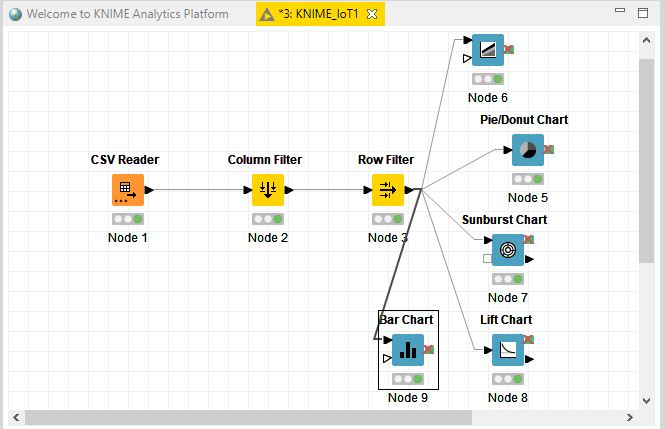 Welcome to KNIME Analytics Platform
*3: KNIME_IoT1
Node 6
Pie/Donut Chart
Node 5
CSV Reader
Column Filter
Row Filter
Node 1
Node 2
Node 3
Sunburst Chart
Node 7
Bar Chart
Lift Chart
Node 9
Node 8